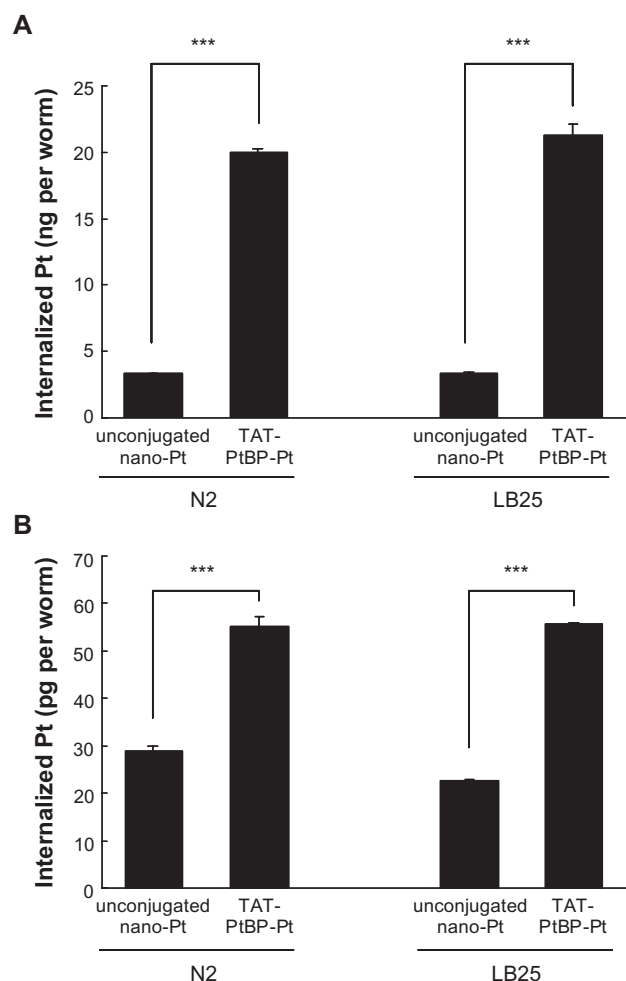 A
*** ***
Internalized Pt (ng per worm)
25
20
15
10
5
0
unconjugated TAT- unconjugated TAT-
nano-Pt PtBP-Pt nano-Pt PtBP-Pt
N2 LB25
B
*** ***
Internalized Pt (pg per worm)
70
60
50
40
30
20
10
0
unconjugated TAT- unconjugated TAT-
nano-Pt PtBP-Pt nano-Pt PtBP-Pt
N2 LB25